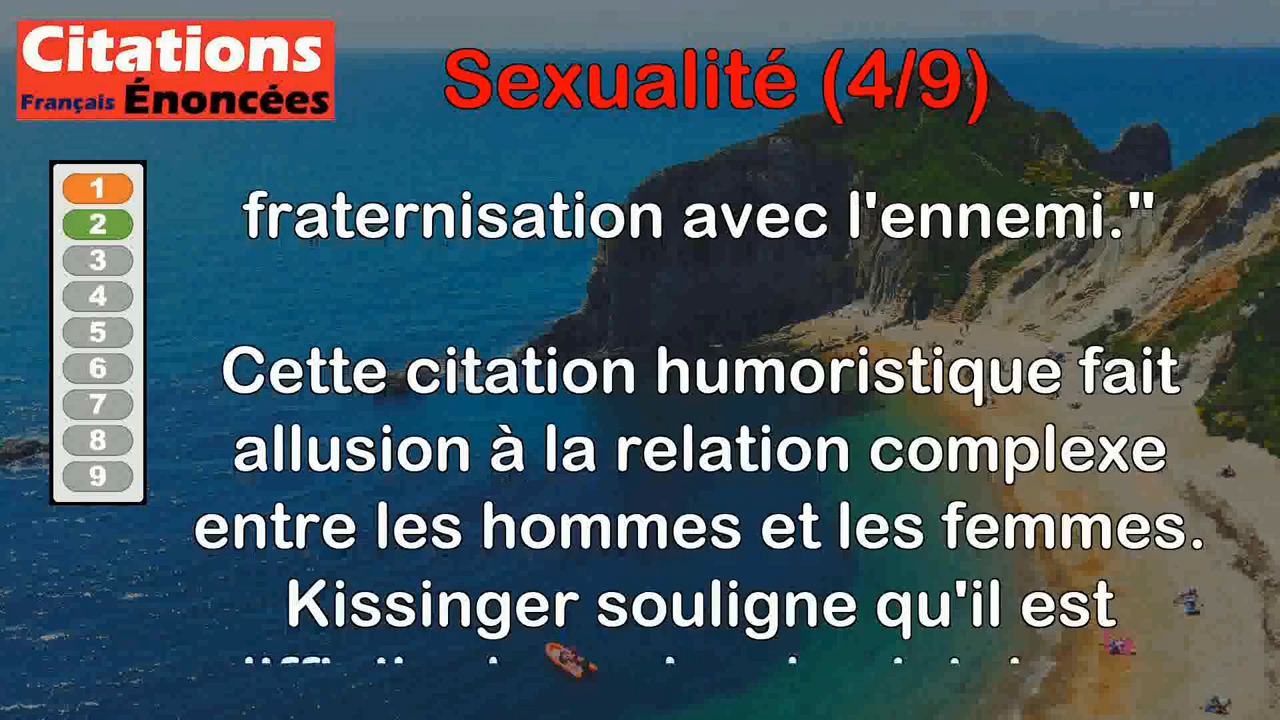 Citations
Français Énoncées
Sexualité (4/9)
1
2
3
4
5
6
7
8
9
fraternisation avec l'ennemi."
Cette citation humoristique fait
allusion à la relation complexe
entre les hommes et les femmes.
Kissinger souligne qu'il est